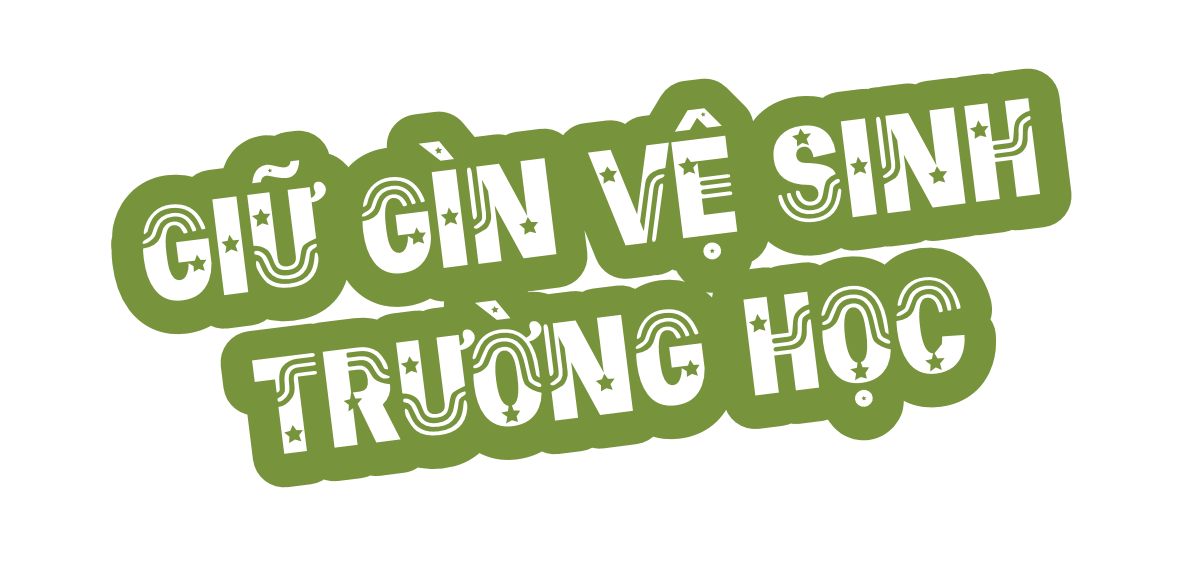 GIỮ GÌN VỆ SINH
TRƯỜNG HỌC